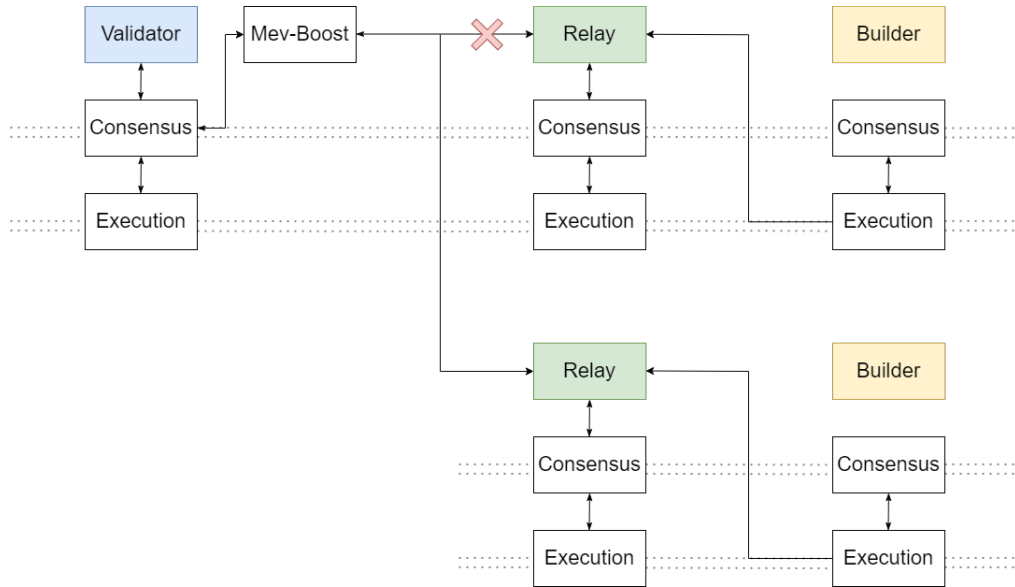 Validator
Mev-Boost
Relay
Builder
Consensus
Consensus
Consensus
Execution
Execution
Execution
Relay
Builder
Consensus
Consensus
Execution
Execution